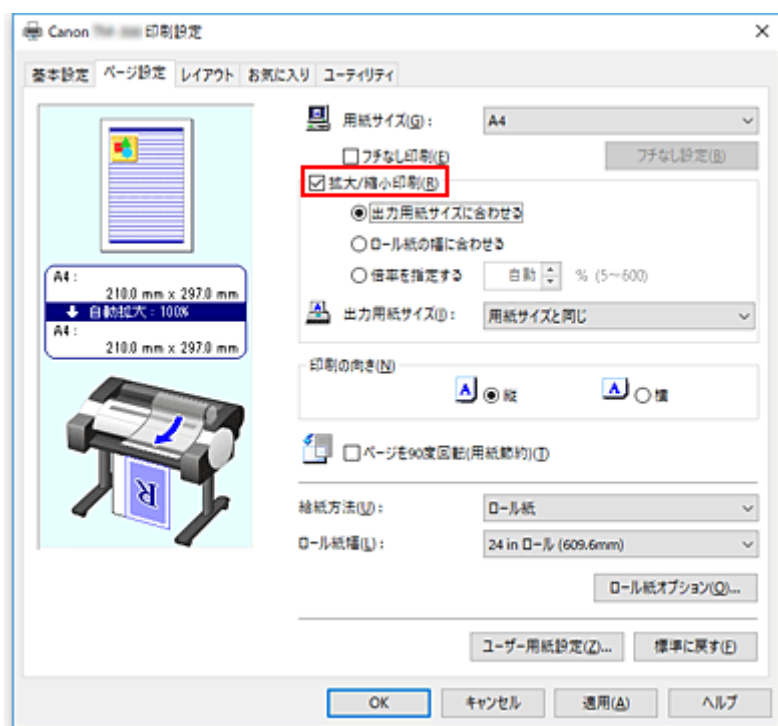 Canon 印刷設定
基本設定 ページ設定 レイアウト お気に入り ユーティリティ
A4 :
210.0 mm x 297.0 mm
自動拡大 : 100%
A4 :
210.0 mm x 297.0 mm
用紙サイズ(G) : A4
フチなし印刷(E) フチなし設定(B)
拡大/縮小印刷(R)
出力用紙サイズに合わせる
ロール紙の幅に合わせる
倍率を指定する 自動 % (5～600)
出力用紙サイズ(I) : 用紙サイズと同じ
印刷の向き(N)
A 縦 A 横
ページを90度回転(用紙節約)(T)
給紙方法(U) : ロール紙
ロール紙幅(L) : 24 in ロール (609.6mm)
ロール紙オプション(O)...
ユーザー用紙設定(Z)... 標準に戻す(F)
OK キャンセル 適用(A) ヘルプ
R